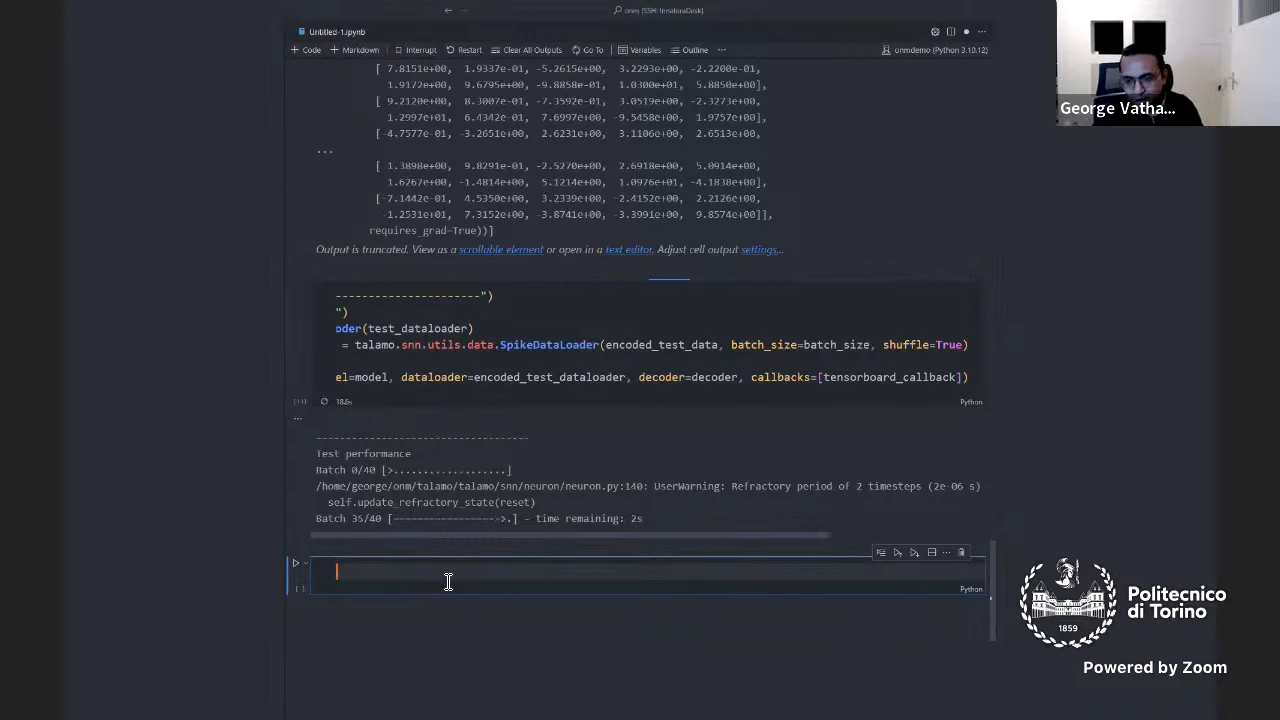 onm [SSH: InnateraDesk]
Untitled-1.ipynb
+ Code + Markdown Interrupt Restart Clear All Outputs Go To Variables Outline ... onmdemo (Python 3.10.12)
[ 7.8151e+00, 1.9337e-01, -5.2615e+00, 3.2293e+00, -2.2200e-01,
1.9172e+00, 9.6795e+00, -9.8858e-01, 1.0300e+01, 5.8850e+00],
[ 9.2120e+00, 8.3007e-01, -7.3592e-01, 3.0519e+00, -2.3273e+00,
1.2997e+01, 6.4342e-01, 7.6997e+00, -9.5458e+00, 1.9757e+00],
[-4.7577e-01, -3.2651e+00, 2.6231e+00, 3.1106e+00, 2.6513e+00,
...
[ 1.3898e+00, 9.8291e-01, -2.5270e+00, 2.6918e+00, 5.0914e+00,
1.6267e+00, -1.4814e+00, 5.1214e+00, 1.0976e+01, -4.1838e+00],
[-7.1442e-01, 4.5350e+00, 3.2339e+00, -2.4152e+00, 2.2126e+00,
-1.2531e+01, 7.3152e+00, -3.8741e+00, -3.3991e+00, 9.8574e+00]],
requires_grad=True))]
Output is truncated. View as a scrollable element or open in a text editor. Adjust cell output settings...
----------------------")
")
oder(test_dataloader)
= talamo.snn.utils.data.SpikeDataLoader(encoded_test_data, batch_size=batch_size, shuffle=True)
el=model, dataloader=encoded_test_dataloader, decoder=decoder, callbacks=[tensorboard_callback])
18.6s Python
...
---------------------------------
Test performance
Batch 0/40 [>...................]
/home/george/onm/talamo/talamo/snn/neuron/neuron.py:140: UserWarning: Refractory period of 2 timesteps (2e-06 s)
self.update_refractory_state(reset)
Batch 35/40 [----------------->.] - time remaining: 2s
[ ] Python
George Vatha...
1859
Politecnico
di Torino
Powered by Zoom